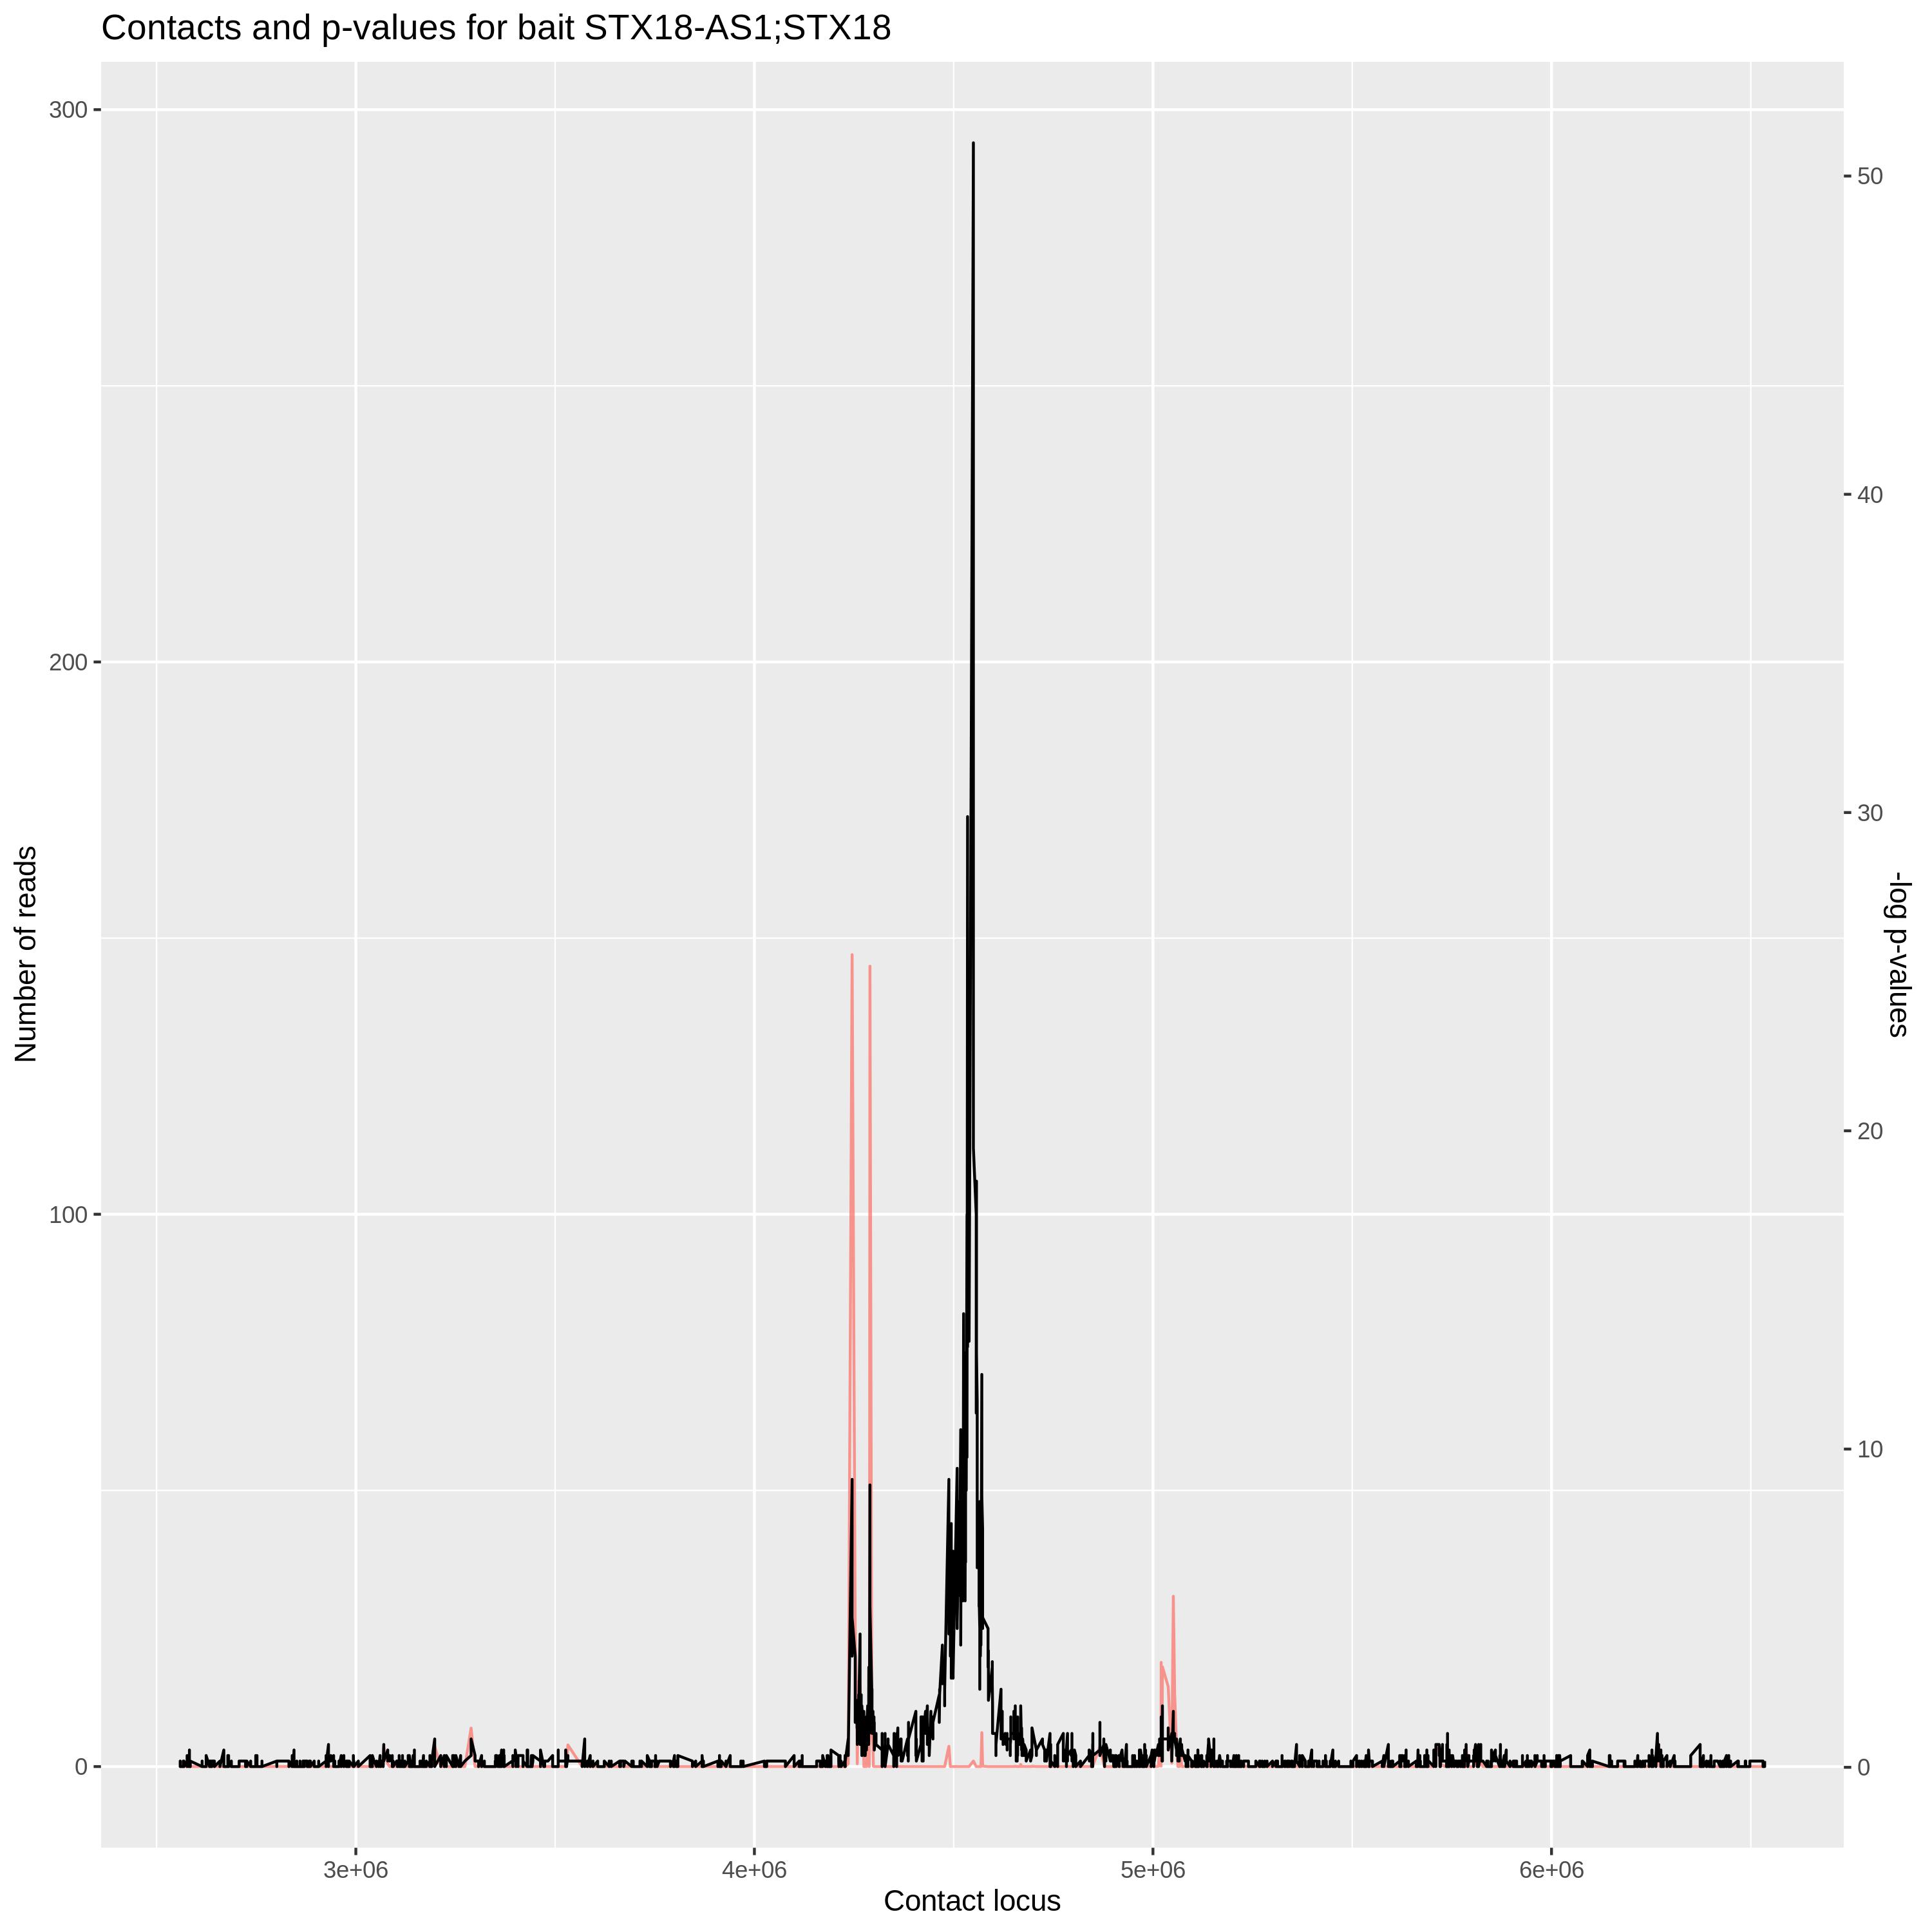 Contacts and p-values for bait STX18-AS1;STX18
300
200
100
0
Number of reads
50
40
30
20
10
0
-log p-values
3e+06 4e+06 5e+06 6e+06
Contact locus